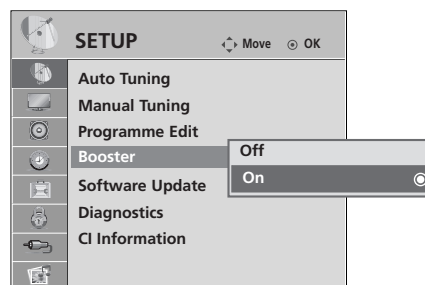 SETUP Move OK
Auto Tuning
Manual Tuning
Programme Edit
Booster
Off
On
Software Update
Diagnostics
CI Information